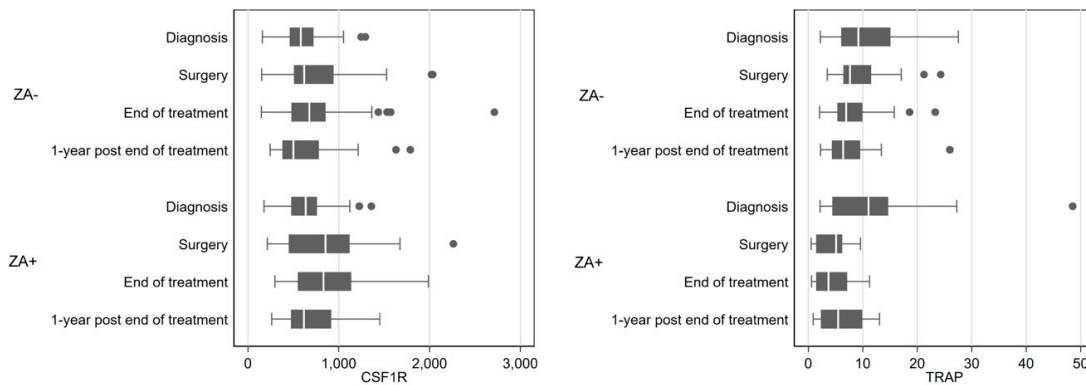 ZA-
Diagnosis
Surgery
End of treatment
1-year post end of treatment
ZA+
Diagnosis
Surgery
End of treatment
1-year post end of treatment
0 1,000 2,000 3,000
CSF1R
ZA-
Diagnosis
Surgery
End of treatment
1-year post end of treatment
ZA+
Diagnosis
Surgery
End of treatment
1-year post end of treatment
0 10 20 30 40 50
TRAP